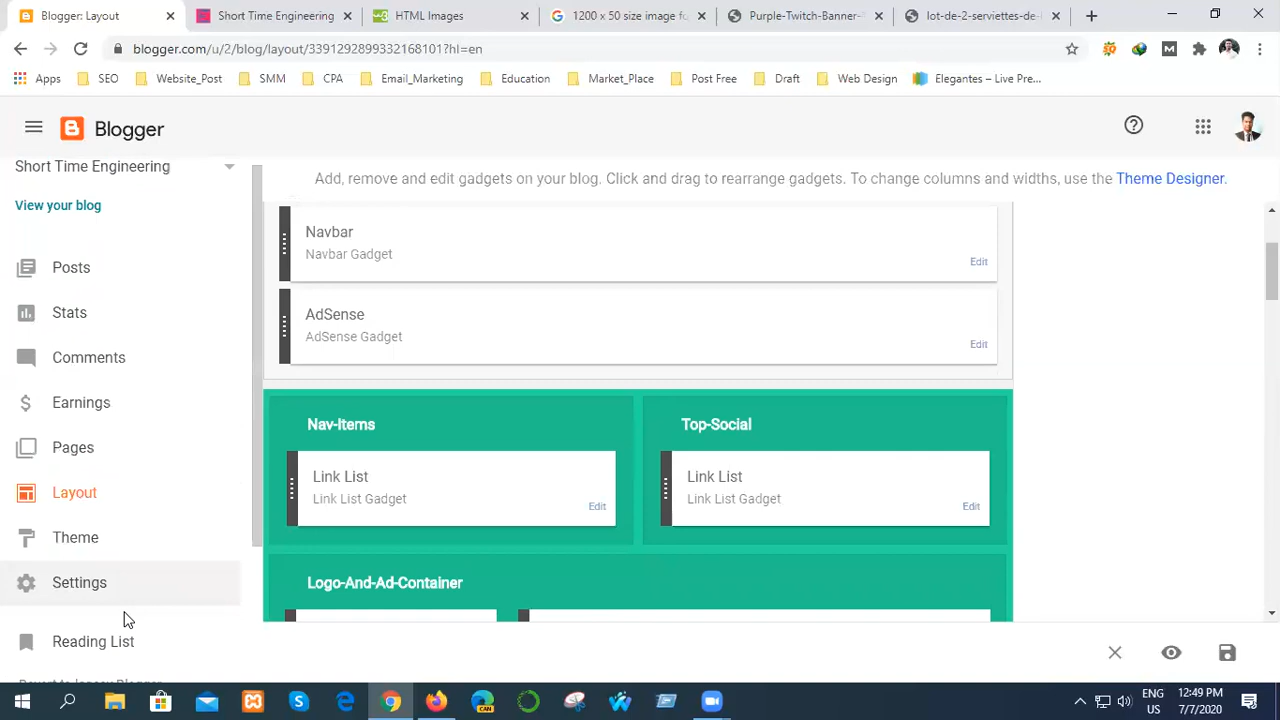 Blogger: Layout
Short Time Engineering
HTML Images
1200 x 50 size image fo
Purple-Twitch-Banner-
lot-de-2-serviettes-de-
blogger.com/u/2/blog/layout/3391292899332168101?hl=en
Apps
SEO
Website_Post
SMM
CPA
Email_Marketing
Education
Market_Place
Post Free
Draft
Web Design
Elegantes – Live Pre...
Blogger
Short Time Engineering
View your blog
Posts
Stats
Comments
Earnings
Pages
Layout
Theme
Settings
Reading List
Revert to legacy Blogger
Add, remove and edit gadgets on your blog. Click and drag to rearrange gadgets. To change columns and widths, use the Theme Designer.
Navbar
Navbar Gadget
Edit
AdSense
AdSense Gadget
Edit
Nav-Items
Link List
Link List Gadget
Edit
Top-Social
Link List
Link List Gadget
Edit
Logo-And-Ad-Container
CAN
ENG
US
12:49 PM
7/7/2020